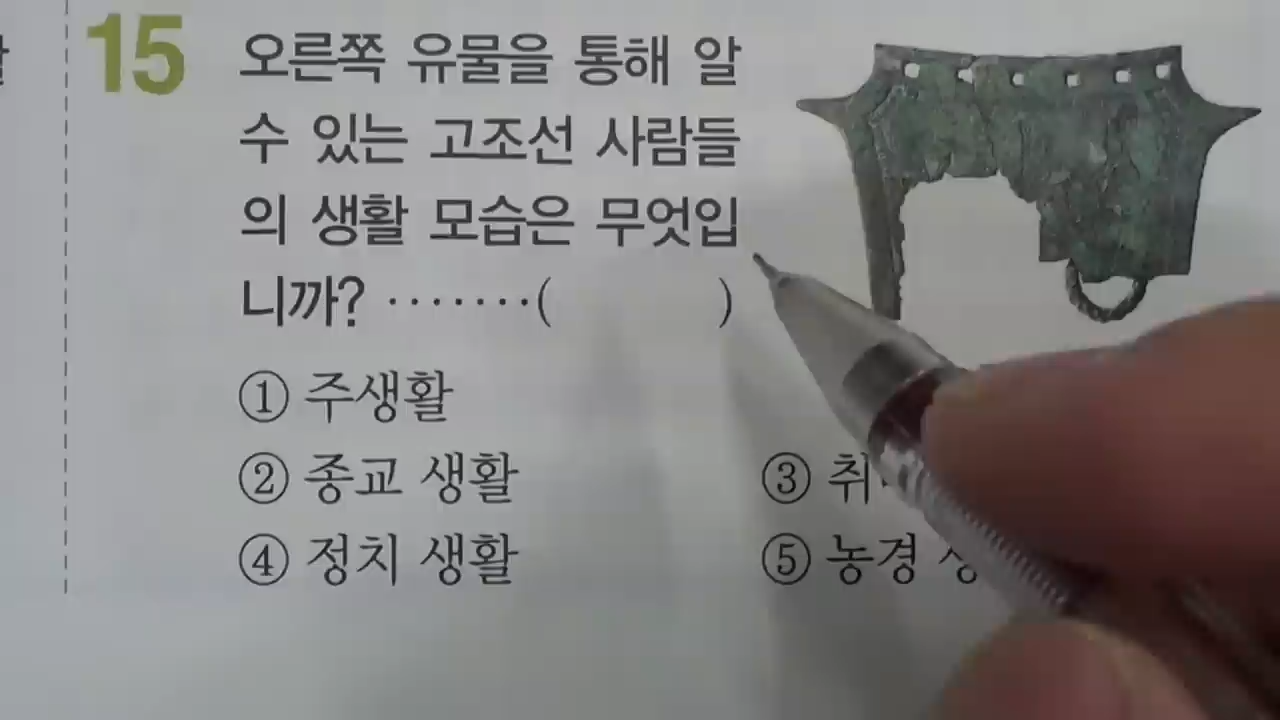 15
오른쪽 유물을 통해 알
수 있는 고조선 사람들
의 생활 모습은 무엇입
니까? ·······( )
① 주생활
② 종교 생활 ③
④ 정치 생활 ⑤ 농경